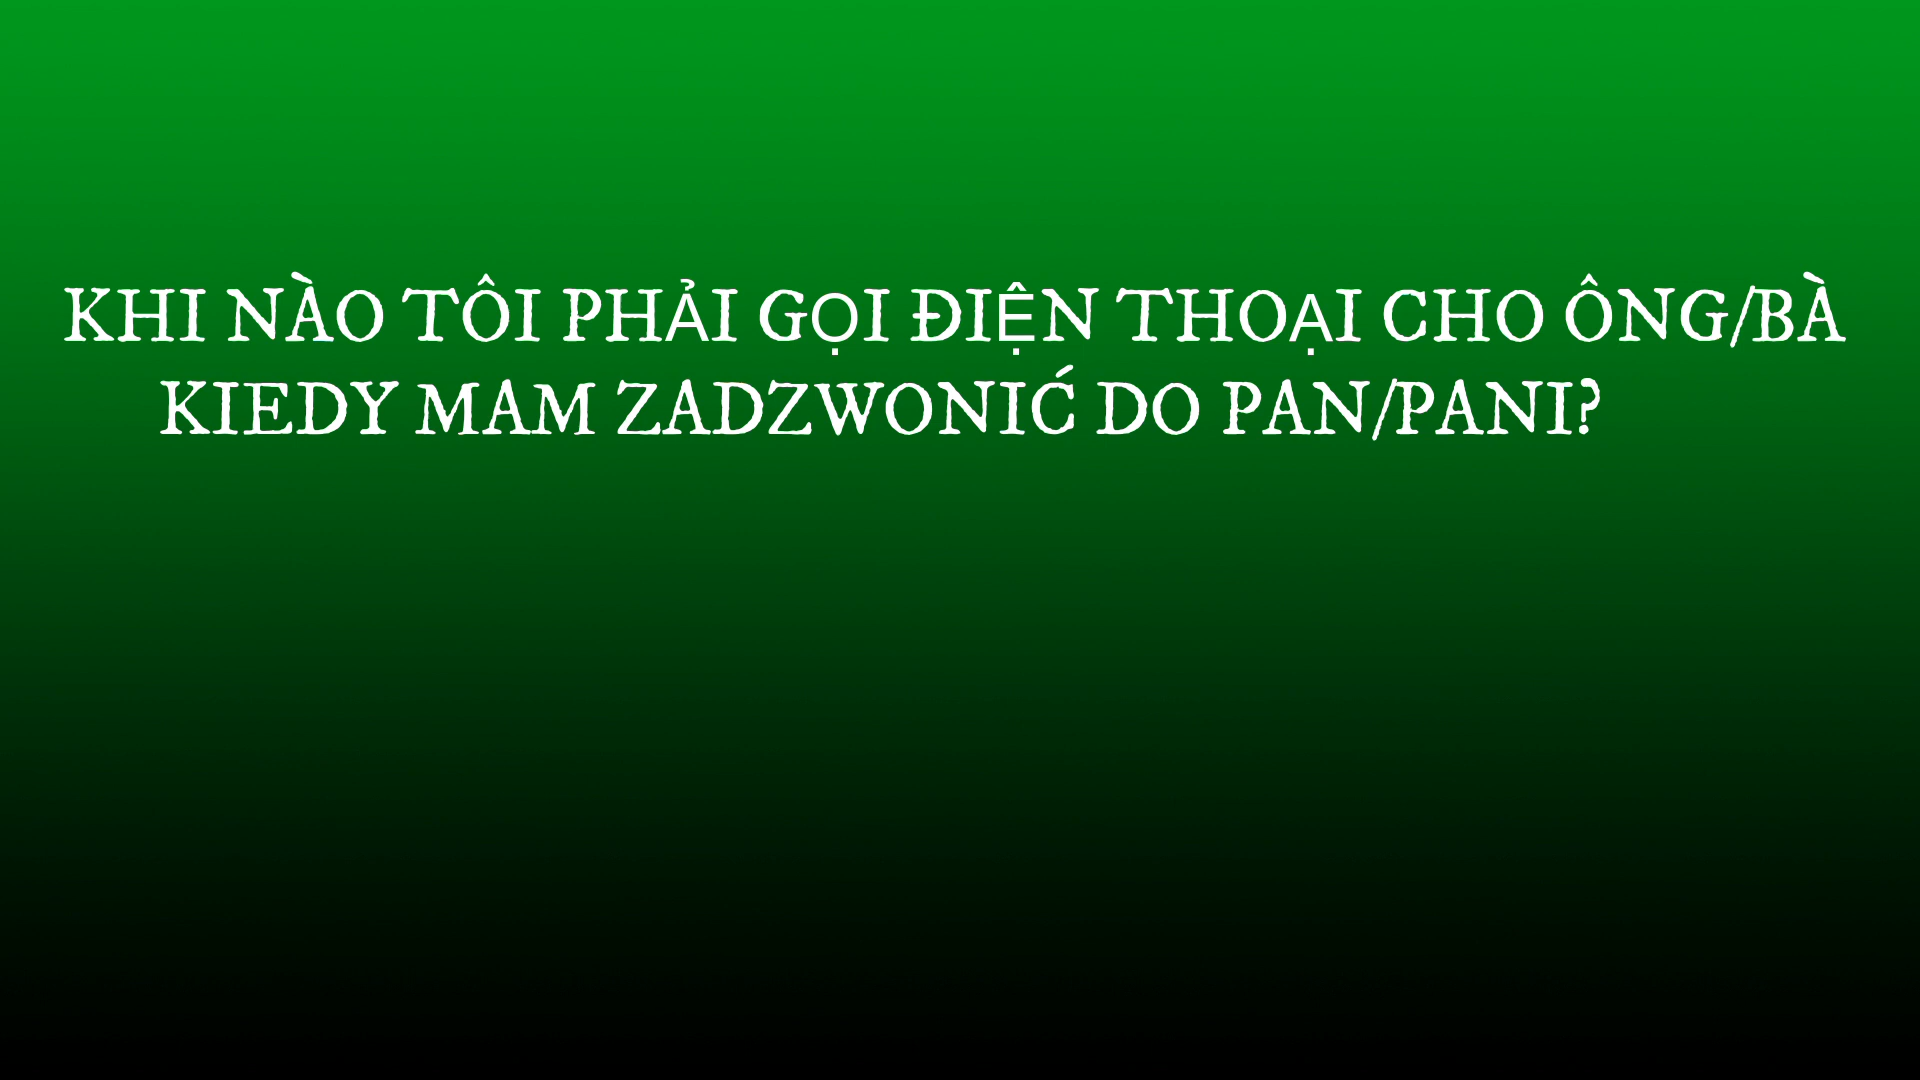 KHI NÀO TÔI PHẢI GỌI ĐIỆN THOẠI CHO ÔNG/BÀ
KIEDY MAM ZADZWONIĆ DO PAN/PANI?